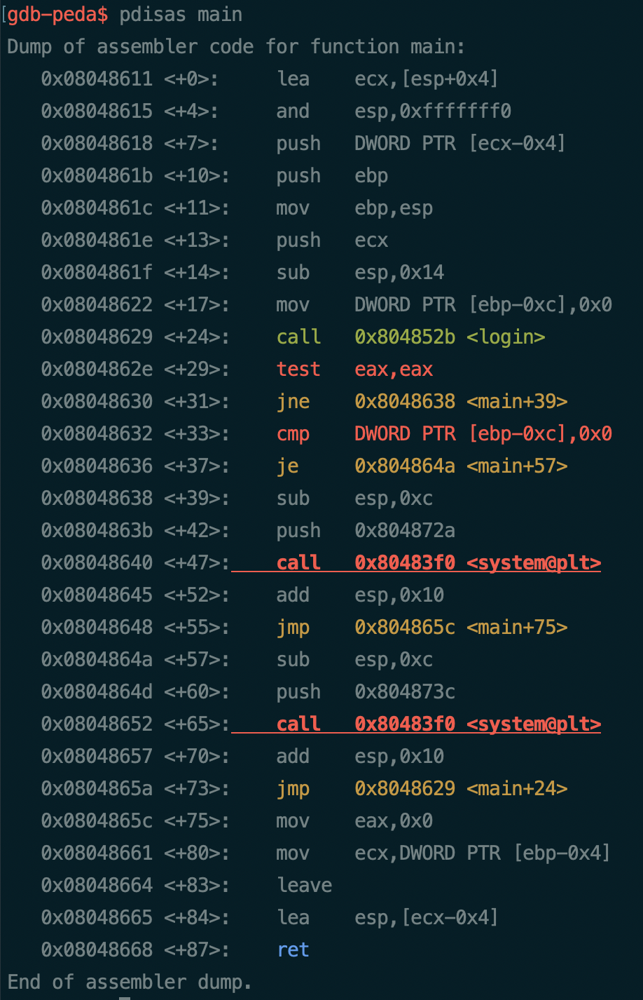 gdb-peda$ pdisas main
Dump of assembler code for function main:
0x08048611 <+0>: lea ecx,[esp+0x4]
0x08048615 <+4>: and esp,0xfffffff0
0x08048618 <+7>: push DWORD PTR [ecx-0x4]
0x0804861b <+10>: push ebp
0x0804861c <+11>: mov ebp,esp
0x0804861e <+13>: push ecx
0x0804861f <+14>: sub esp,0x14
0x08048622 <+17>: mov DWORD PTR [ebp-0xc],0x0
0x08048629 <+24>: call 0x804852b <login>
0x0804862e <+29>: test eax,eax
0x08048630 <+31>: jne 0x8048638 <main+39>
0x08048632 <+33>: cmp DWORD PTR [ebp-0xc],0x0
0x08048636 <+37>: je 0x804864a <main+57>
0x08048638 <+39>: sub esp,0xc
0x0804863b <+42>: push 0x804872a
0x08048640 <+47>: call 0x80483f0 <system@plt>
0x08048645 <+52>: add esp,0x10
0x08048648 <+55>: jmp 0x804865c <main+75>
0x0804864a <+57>: sub esp,0xc
0x0804864d <+60>: push 0x804873c
0x08048652 <+65>: call 0x80483f0 <system@plt>
0x08048657 <+70>: add esp,0x10
0x0804865a <+73>: jmp 0x8048629 <main+24>
0x0804865c <+75>: mov eax,0x0
0x08048661 <+80>: mov ecx,DWORD PTR [ebp-0x4]
0x08048664 <+83>: leave
0x08048665 <+84>: lea esp,[ecx-0x4]
0x08048668 <+87>: ret
End of assembler dump.